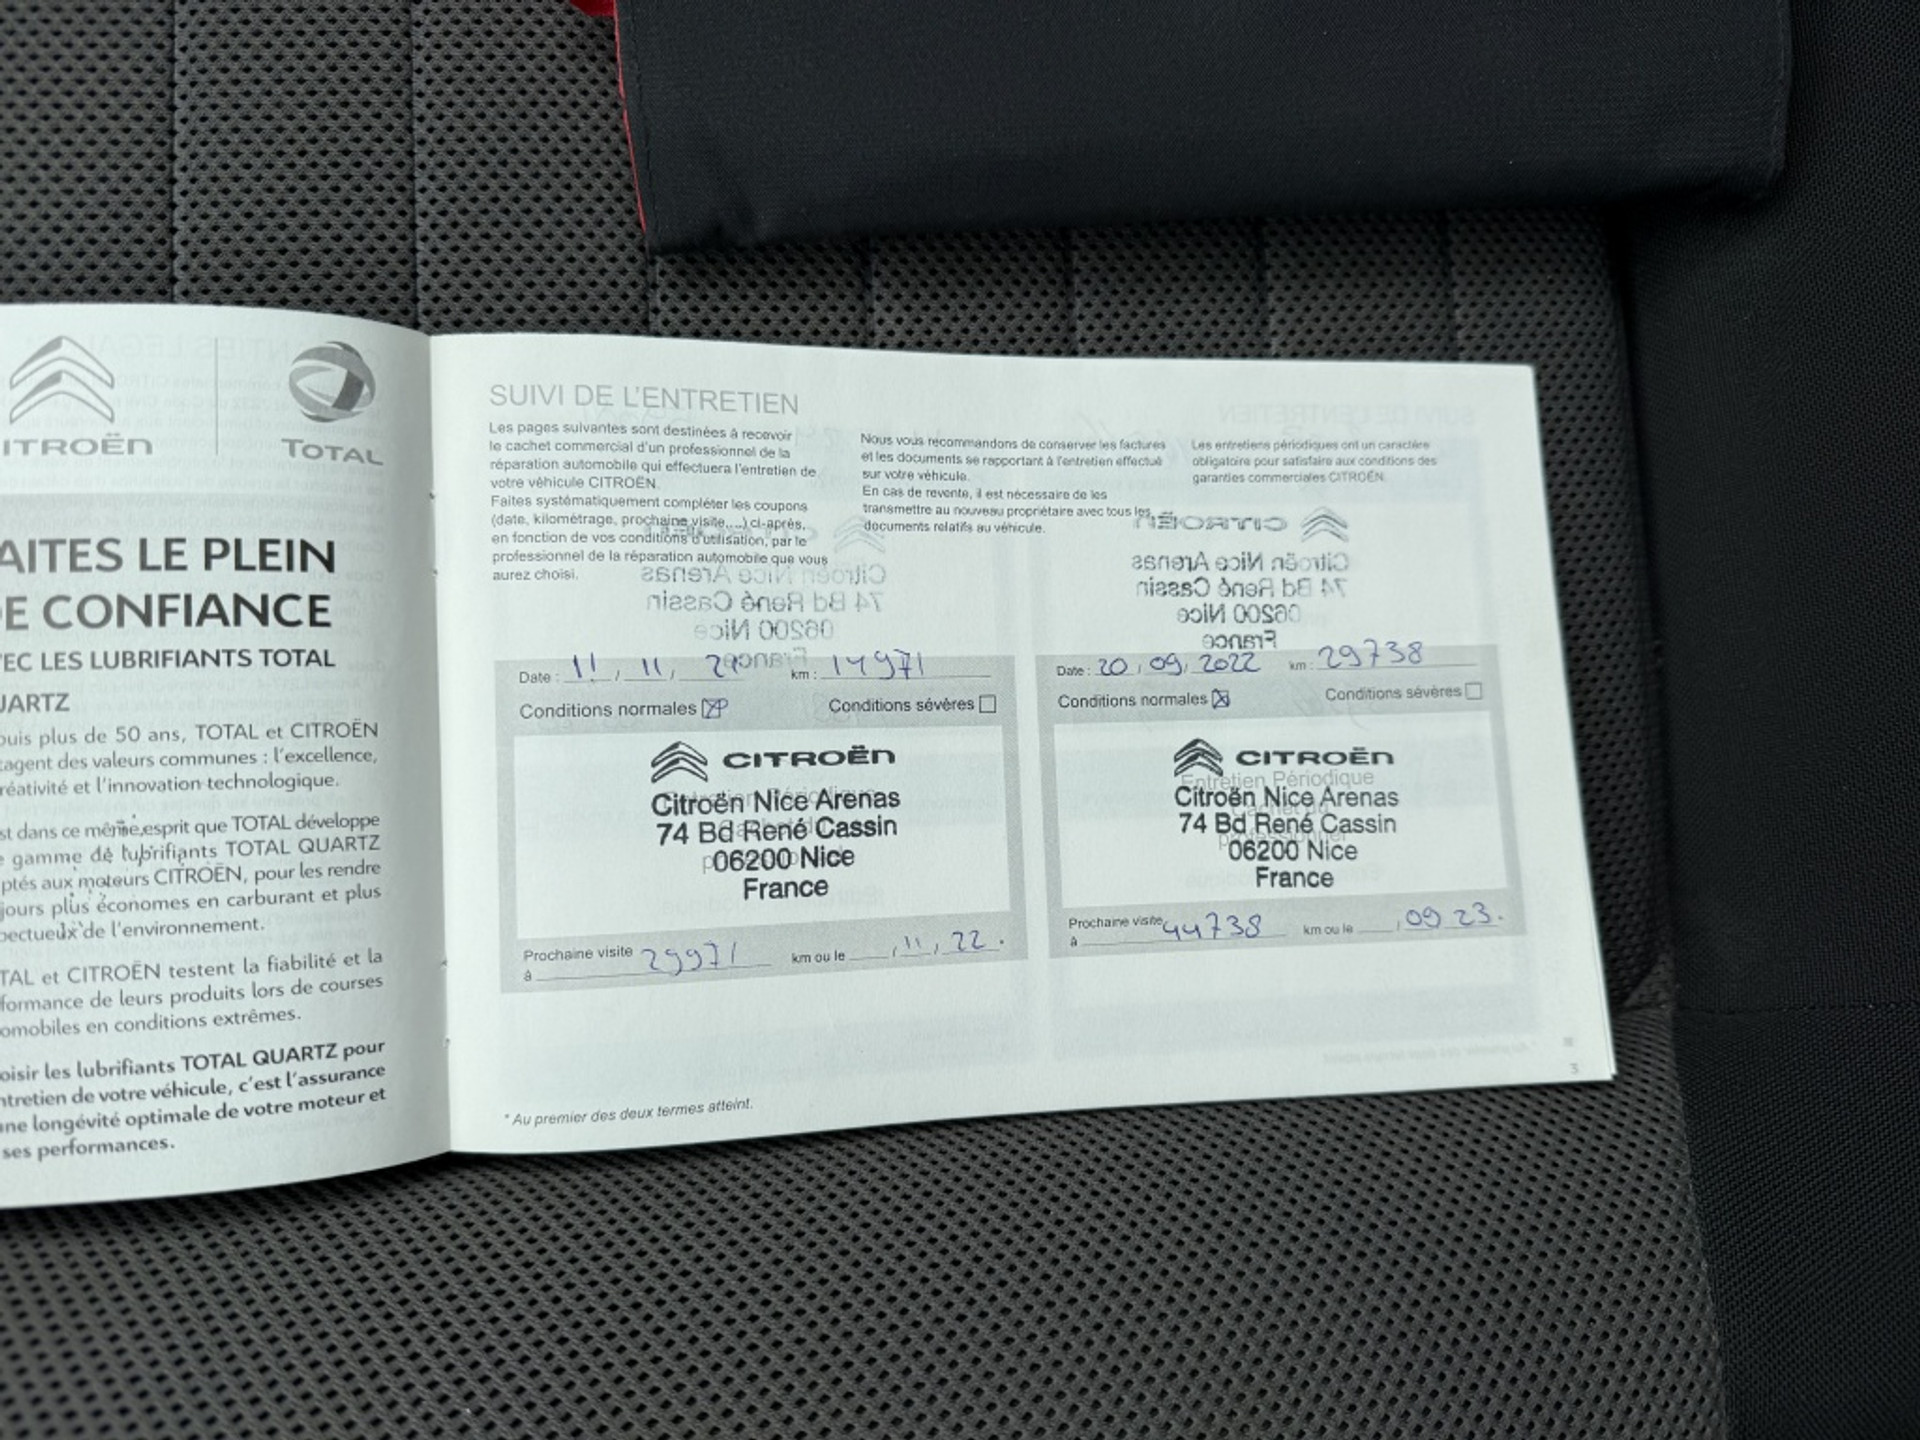 CITROËN
TOTAL
AITES LE PLEIN
DE CONFIANCE
EC LES LUBRIFIANTS TOTAL
UARTZ
puis plus de 50 ans, TOTAL et CITROËN
tagent des valeurs communes : l'excellence,
réativité et l'innovation technologique.
st dans ce même esprit que TOTAL développe
e gamme de lubrifiants TOTAL QUARTZ
ptés aux moteurs CITROËN, pour les rendre
jours plus économes en carburant et plus
pectueux de l'environnement.
TAL et CITROËN testent la fiabilité et la
formance de leurs produits lors de courses
omobiles en conditions extrêmes.
oisir les lubrifiants TOTAL QUARTZ pour
ntretien de votre véhicule, c'est l'assurance
ne longévité optimale de votre moteur et
ses performances.
SUIVI DE L'ENTRETIEN
Les pages suivantes sont destinées à recevoir
le cachet commercial d'un professionnel de la
réparation automobile qui effectuera l'entretien de
votre véhicule CITROËN.
Faites systématiquement compléter les coupons
(date, kilométrage, prochaine visite,...) ci-après,
en fonction de vos conditions d'utilisation, par le
professionnel de la réparation automobile que vous
aurez choisi.
Nous vous recommandons de conserver les factures
et les documents se rapportant à l'entretien effectué
sur votre véhicule.
En cas de revente, il est nécessaire de les
transmettre au nouveau propriétaire avec tous les
documents relatifs au véhicule.
Les entretiens périodiques ont un caractère
obligatoire pour satisfaire aux conditions des
garanties commerciales CITROËN.
Date : 11, 11, 21 km : 14971
Conditions normales Conditions sévères
CITROËN
Citroën Nice Arenas
74 Bd René Cassin
06200 Nice
France
Prochaine visite
à 29971 km ou le , 11, 22.
Date : 20, 09, 2022 km : 29738
Conditions normales Conditions sévères
CITROËN
Entretien Périodique
Citroën Nice Arenas
Cachet du
74 Bd René Cassin
professionnel
06200 Nice
France
Prochaine visite
à 44738 km ou le , 09 23.
* Au premier des deux termes atteint.
3